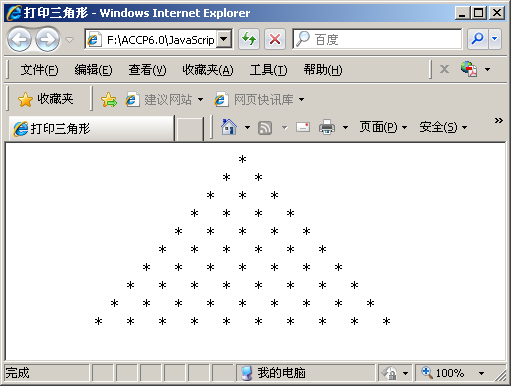 打印三角形 - Windows Internet Explorer
F:\ACCP6.0\JavaScrip
百度
文件(F) 编辑(E) 查看(V) 收藏夹(A) 工具(T) 帮助(H)
收藏夹 建议网站 网页快讯库
打印三角形 页面(P) 安全(S) »
*
* *
* * *
* * * *
* * * * *
* * * * * *
* * * * * * *
* * * * * * * *
* * * * * * * * *
* * * * * * * * * *
完成 我的电脑 100%